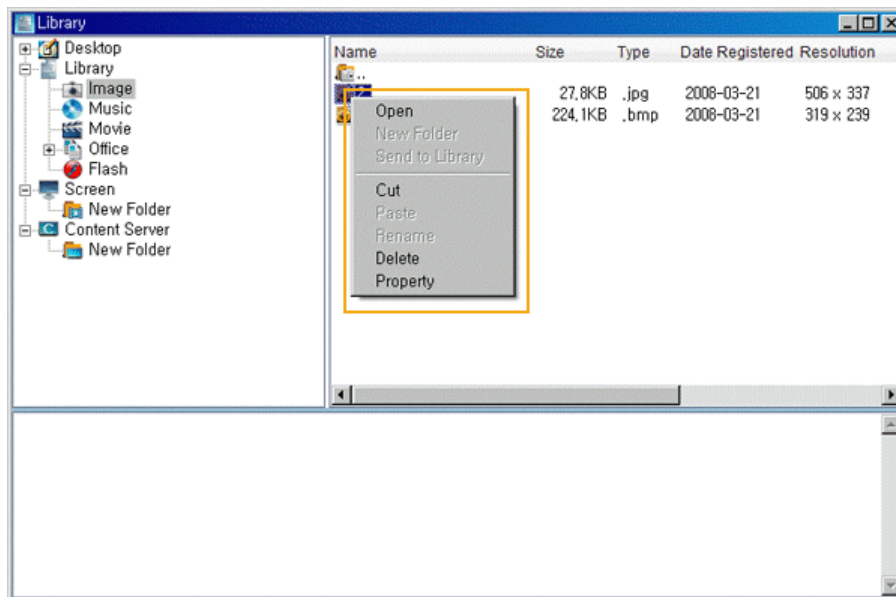 Library
Desktop
Library
Image
Music
Movie
Office
Flash
Screen
New Folder
Content Server
New Folder
Name Size Type Date Registered Resolution
..
27,8KB .jpg 2008-03-21 506 x 337
224,1KB .bmp 2008-03-21 319 x 239
Open
New Folder
Send to Library
Cut
Paste
Rename
Delete
Property